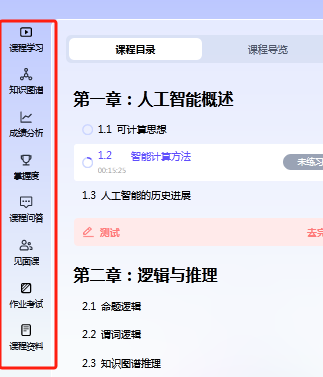 课程学习
知识图谱
成绩分析
掌握度
课程问答
见面课
作业考试
课程资料
课程目录
课程导览
第一章：人工智能概述
1.1 可计算思想
1.2 智能计算方法
00:15:25
未练习
1.3 人工智能的历史进展
测试
去完
第二章：逻辑与推理
2.1 命题逻辑
2.2 谓词逻辑
2.3 知识图谱推理